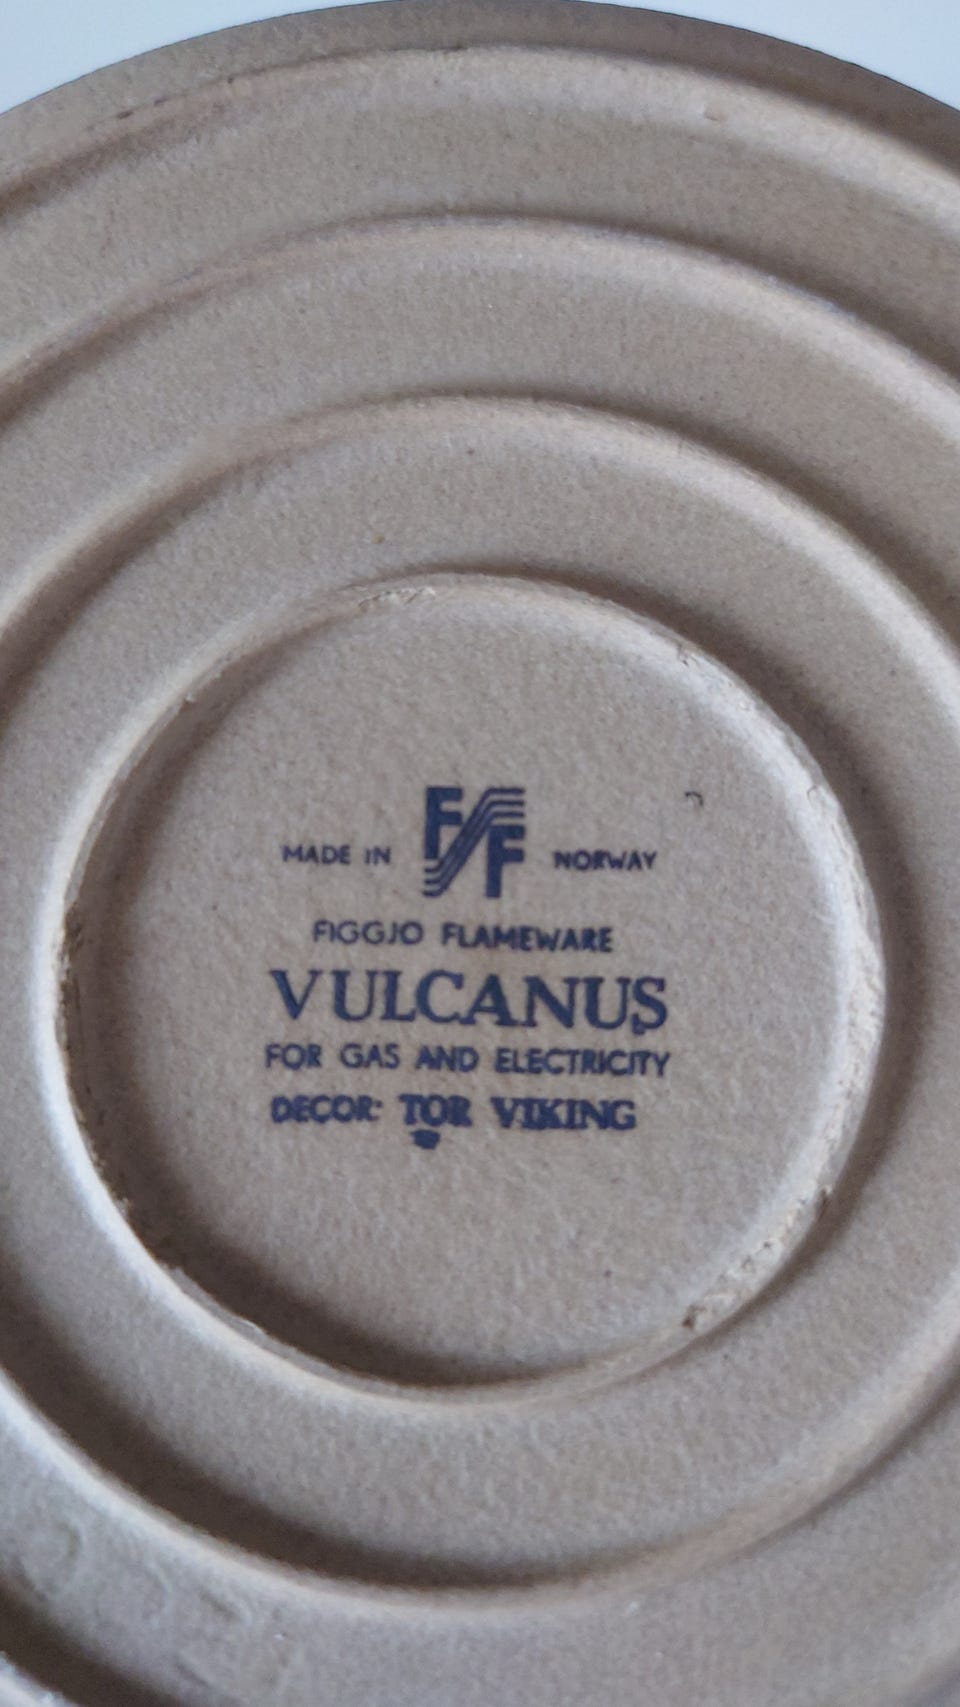 FF
MADE IN NORWAY
FIGGJO FLAMEWARE
VULCANUS
FOR GAS AND ELECTRICITY
DECOR: TOR VIKING